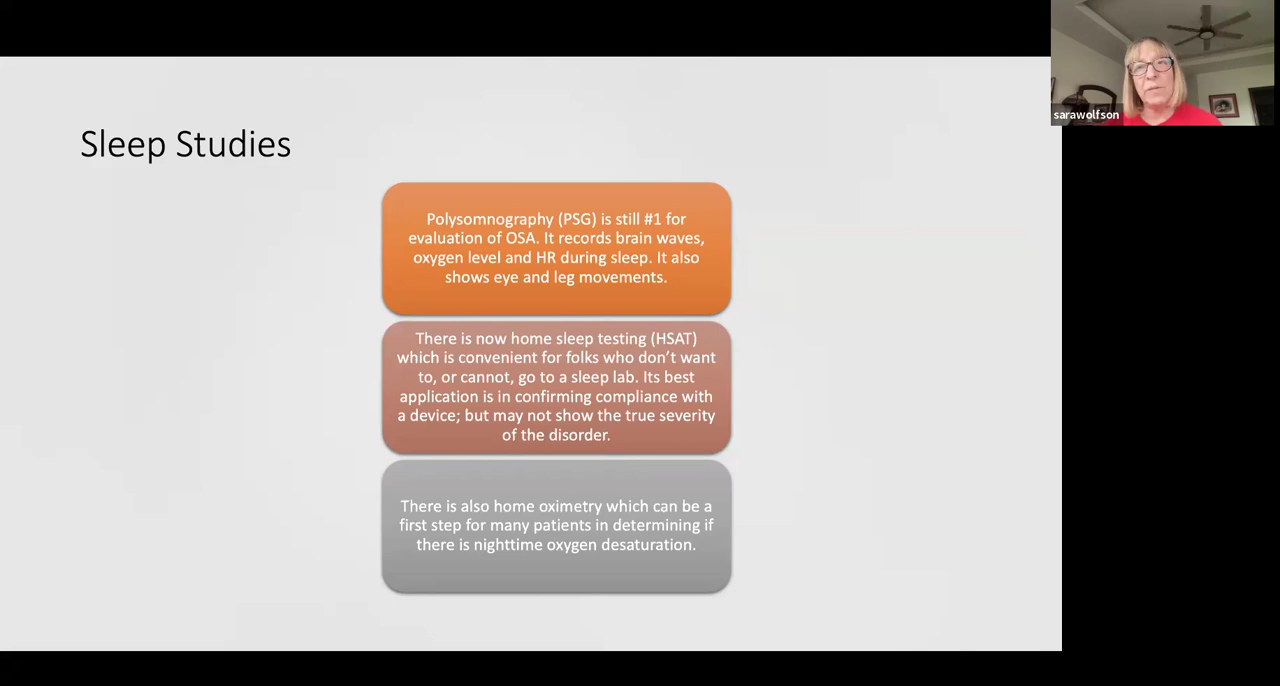 sarawolfson
Sleep Studies
Polysomnography (PSG) is still #1 for
evaluation of OSA. It records brain waves,
oxygen level and HR during sleep. It also
shows eye and leg movements.
There is now home sleep testing (HSAT)
which is convenient for folks who don’t want
to, or cannot, go to a sleep lab. Its best
application is in confirming compliance with
a device; but may not show the true severity
of the disorder.
There is also home oximetry which can be a
first step for many patients in determining if
there is nighttime oxygen desaturation.